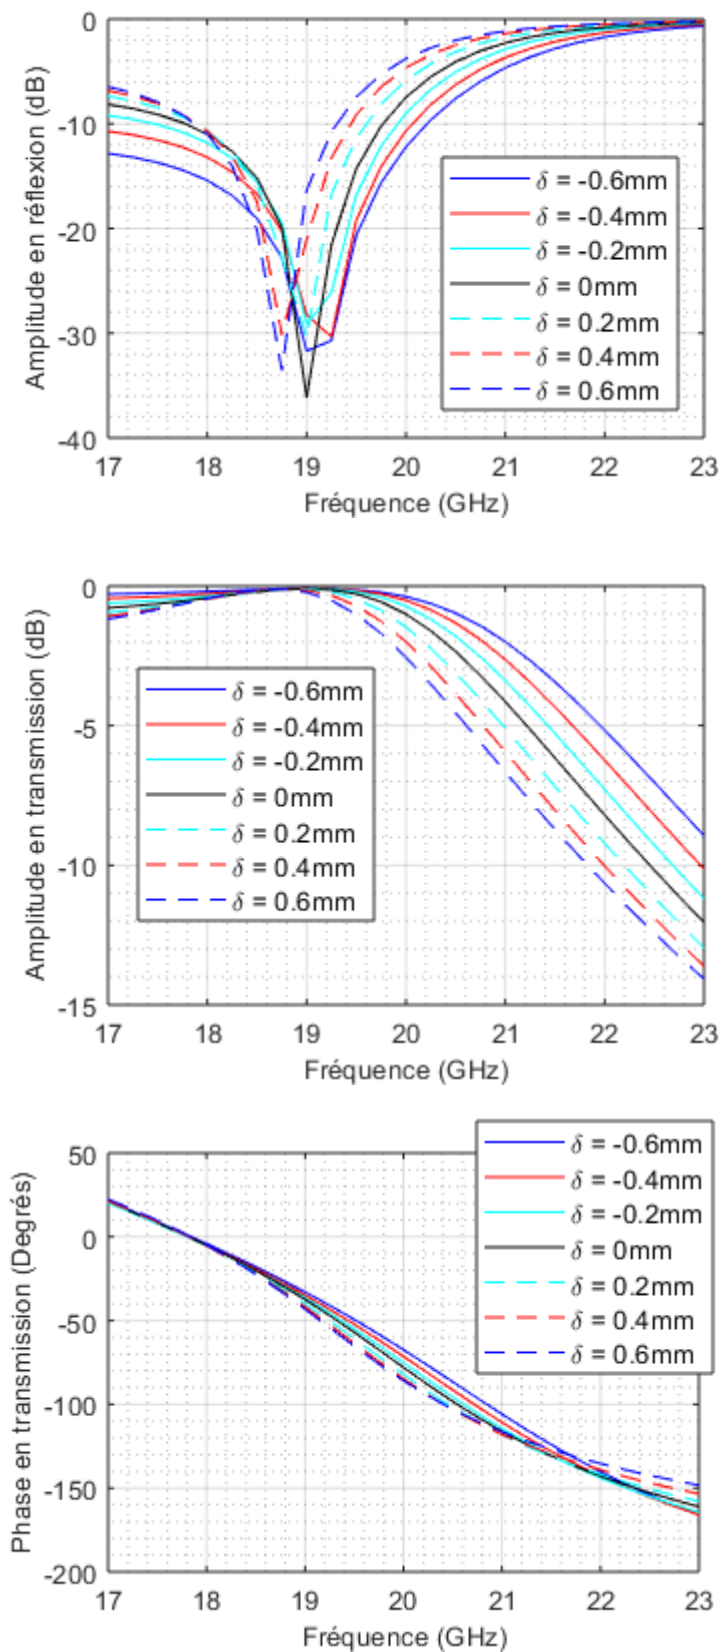 0
-10
-20
-30
-40
Amplitude en réflexion (dB)
δ = -0.6mm
δ = -0.4mm
δ = -0.2mm
δ = 0mm
δ = 0.2mm
δ = 0.4mm
δ = 0.6mm
17 18 19 20 21 22 23
Fréquence (GHz)
0
-5
-10
-15
Amplitude en transmission (dB)
δ = -0.6mm
δ = -0.4mm
δ = -0.2mm
δ = 0mm
δ = 0.2mm
δ = 0.4mm
δ = 0.6mm
17 18 19 20 21 22 23
Fréquence (GHz)
50
0
-50
-100
-150
-200
Phase en transmission (Degrés)
δ = -0.6mm
δ = -0.4mm
δ = -0.2mm
δ = 0mm
δ = 0.2mm
δ = 0.4mm
δ = 0.6mm
17 18 19 20 21 22 23
Fréquence (GHz)